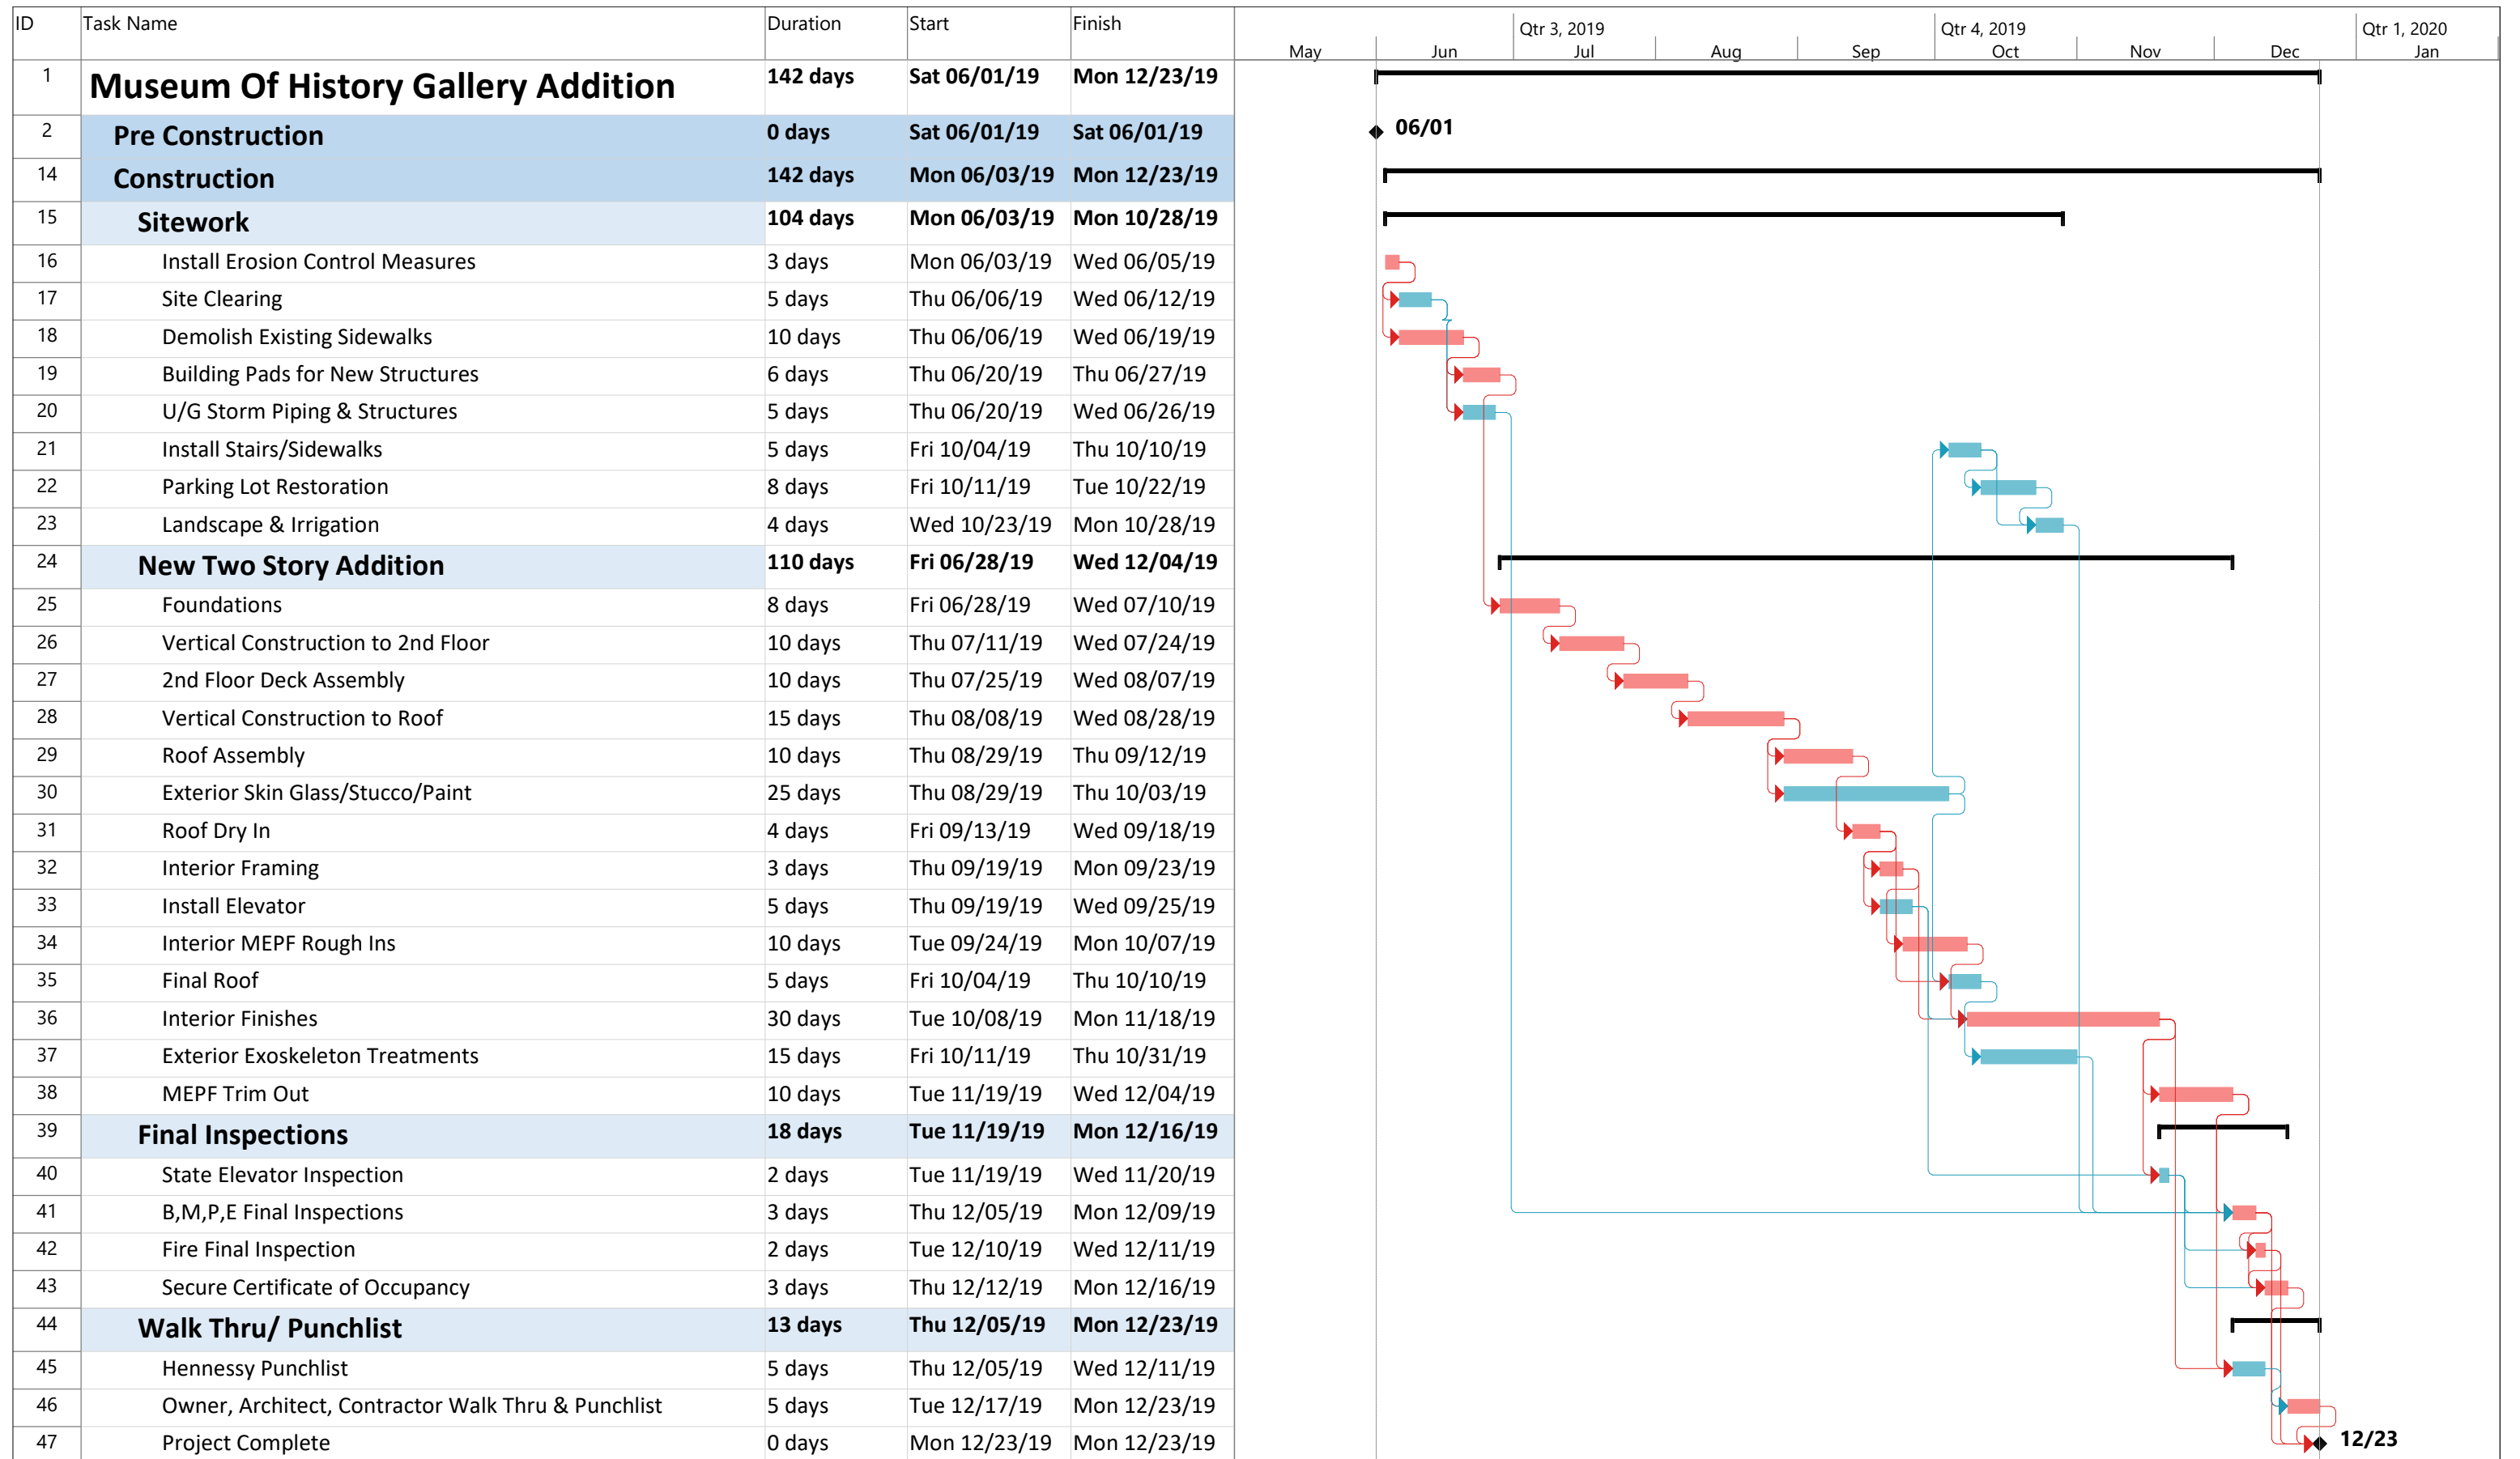 ID Task Name Duration Start Finish
Qtr 3, 2019 Qtr 4, 2019 Qtr 1, 2020
May Jun Jul Aug Sep Oct Nov Dec Jan
1 Museum Of History Gallery Addition 142 days Sat 06/01/19 Mon 12/23/19
2 Pre Construction 0 days Sat 06/01/19 Sat 06/01/19 06/01
14 Construction 142 days Mon 06/03/19 Mon 12/23/19
15 Sitework 104 days Mon 06/03/19 Mon 10/28/19
16 Install Erosion Control Measures 3 days Mon 06/03/19 Wed 06/05/19
17 Site Clearing 5 days Thu 06/06/19 Wed 06/12/19
18 Demolish Existing Sidewalks 10 days Thu 06/06/19 Wed 06/19/19
19 Building Pads for New Structures 6 days Thu 06/20/19 Thu 06/27/19
20 U/G Storm Piping & Structures 5 days Thu 06/20/19 Wed 06/26/19
21 Install Stairs/Sidewalks 5 days Fri 10/04/19 Thu 10/10/19
22 Parking Lot Restoration 8 days Fri 10/11/19 Tue 10/22/19
23 Landscape & Irrigation 4 days Wed 10/23/19 Mon 10/28/19
24 New Two Story Addition 110 days Fri 06/28/19 Wed 12/04/19
25 Foundations 8 days Fri 06/28/19 Wed 07/10/19
26 Vertical Construction to 2nd Floor 10 days Thu 07/11/19 Wed 07/24/19
27 2nd Floor Deck Assembly 10 days Thu 07/25/19 Wed 08/07/19
28 Vertical Construction to Roof 15 days Thu 08/08/19 Wed 08/28/19
29 Roof Assembly 10 days Thu 08/29/19 Thu 09/12/19
30 Exterior Skin Glass/Stucco/Paint 25 days Thu 08/29/19 Thu 10/03/19
31 Roof Dry In 4 days Fri 09/13/19 Wed 09/18/19
32 Interior Framing 3 days Thu 09/19/19 Mon 09/23/19
33 Install Elevator 5 days Thu 09/19/19 Wed 09/25/19
34 Interior MEPF Rough Ins 10 days Tue 09/24/19 Mon 10/07/19
35 Final Roof 5 days Fri 10/04/19 Thu 10/10/19
36 Interior Finishes 30 days Tue 10/08/19 Mon 11/18/19
37 Exterior Exoskeleton Treatments 15 days Fri 10/11/19 Thu 10/31/19
38 MEPF Trim Out 10 days Tue 11/19/19 Wed 12/04/19
39 Final Inspections 18 days Tue 11/19/19 Mon 12/16/19
40 State Elevator Inspection 2 days Tue 11/19/19 Wed 11/20/19
41 B,M,P,E Final Inspections 3 days Thu 12/05/19 Mon 12/09/19
42 Fire Final Inspection 2 days Tue 12/10/19 Wed 12/11/19
43 Secure Certificate of Occupancy 3 days Thu 12/12/19 Mon 12/16/19
44 Walk Thru/ Punchlist 13 days Thu 12/05/19 Mon 12/23/19
45 Hennessy Punchlist 5 days Thu 12/05/19 Wed 12/11/19
46 Owner, Architect, Contractor Walk Thru & Punchlist 5 days Tue 12/17/19 Mon 12/23/19
47 Project Complete 0 days Mon 12/23/19 Mon 12/23/19 12/23